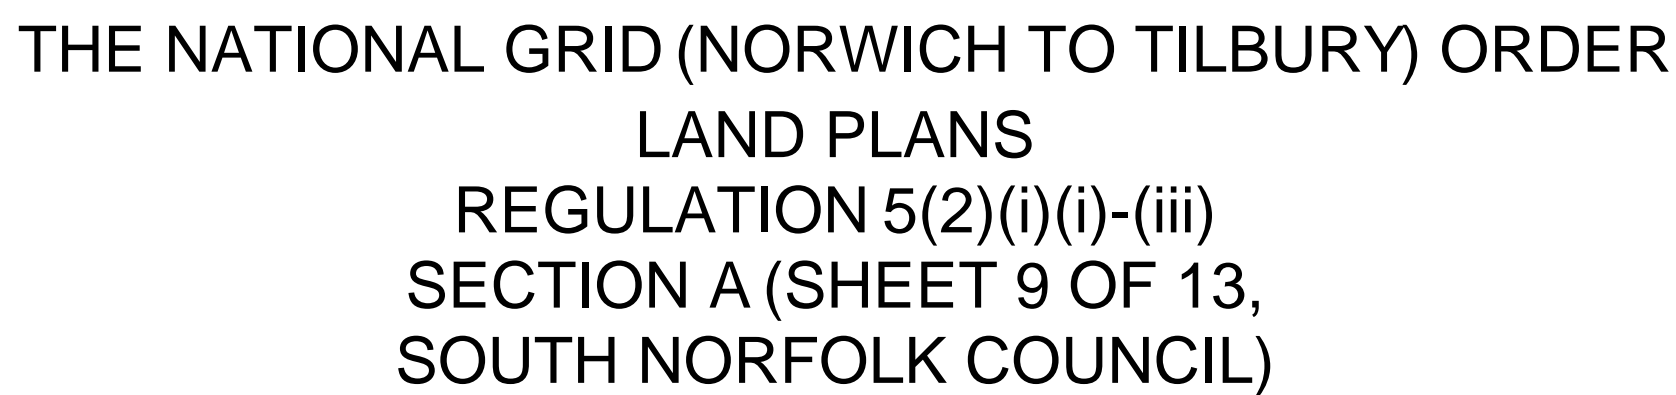 THE NATIONAL GRID (NORWICH TO TILBURY) ORDER
LAND PLANS
REGULATION 5(2)(i)(i)-(iii)
SECTION A (SHEET 9 OF 13,
SOUTH NORFOLK COUNCIL)